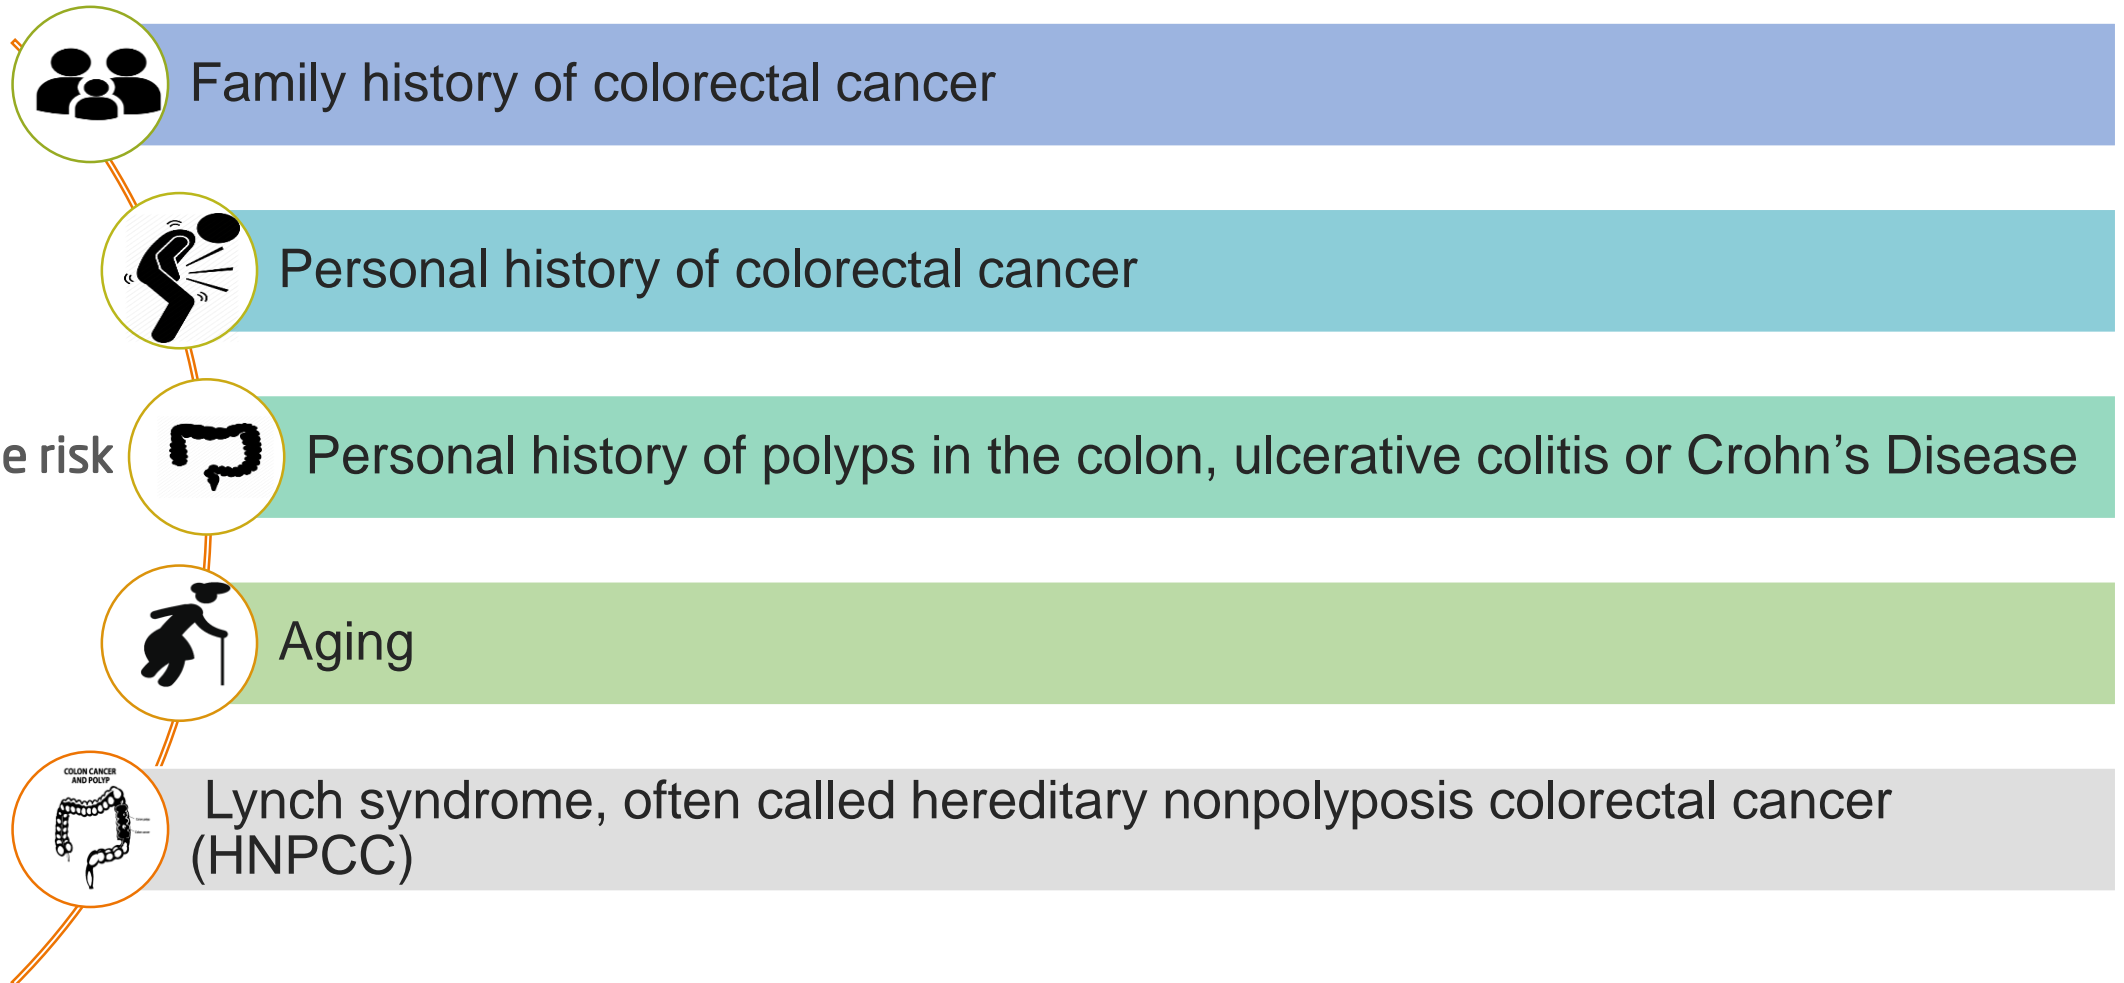 Family history of colorectal cancer
Personal history of colorectal cancer
e risk
Personal history of polyps in the colon, ulcerative colitis or Crohn’s Disease
Aging
COLON CANCER
AND POLYP
Lynch syndrome, often called hereditary nonpolyposis colorectal cancer
(HNPCC)